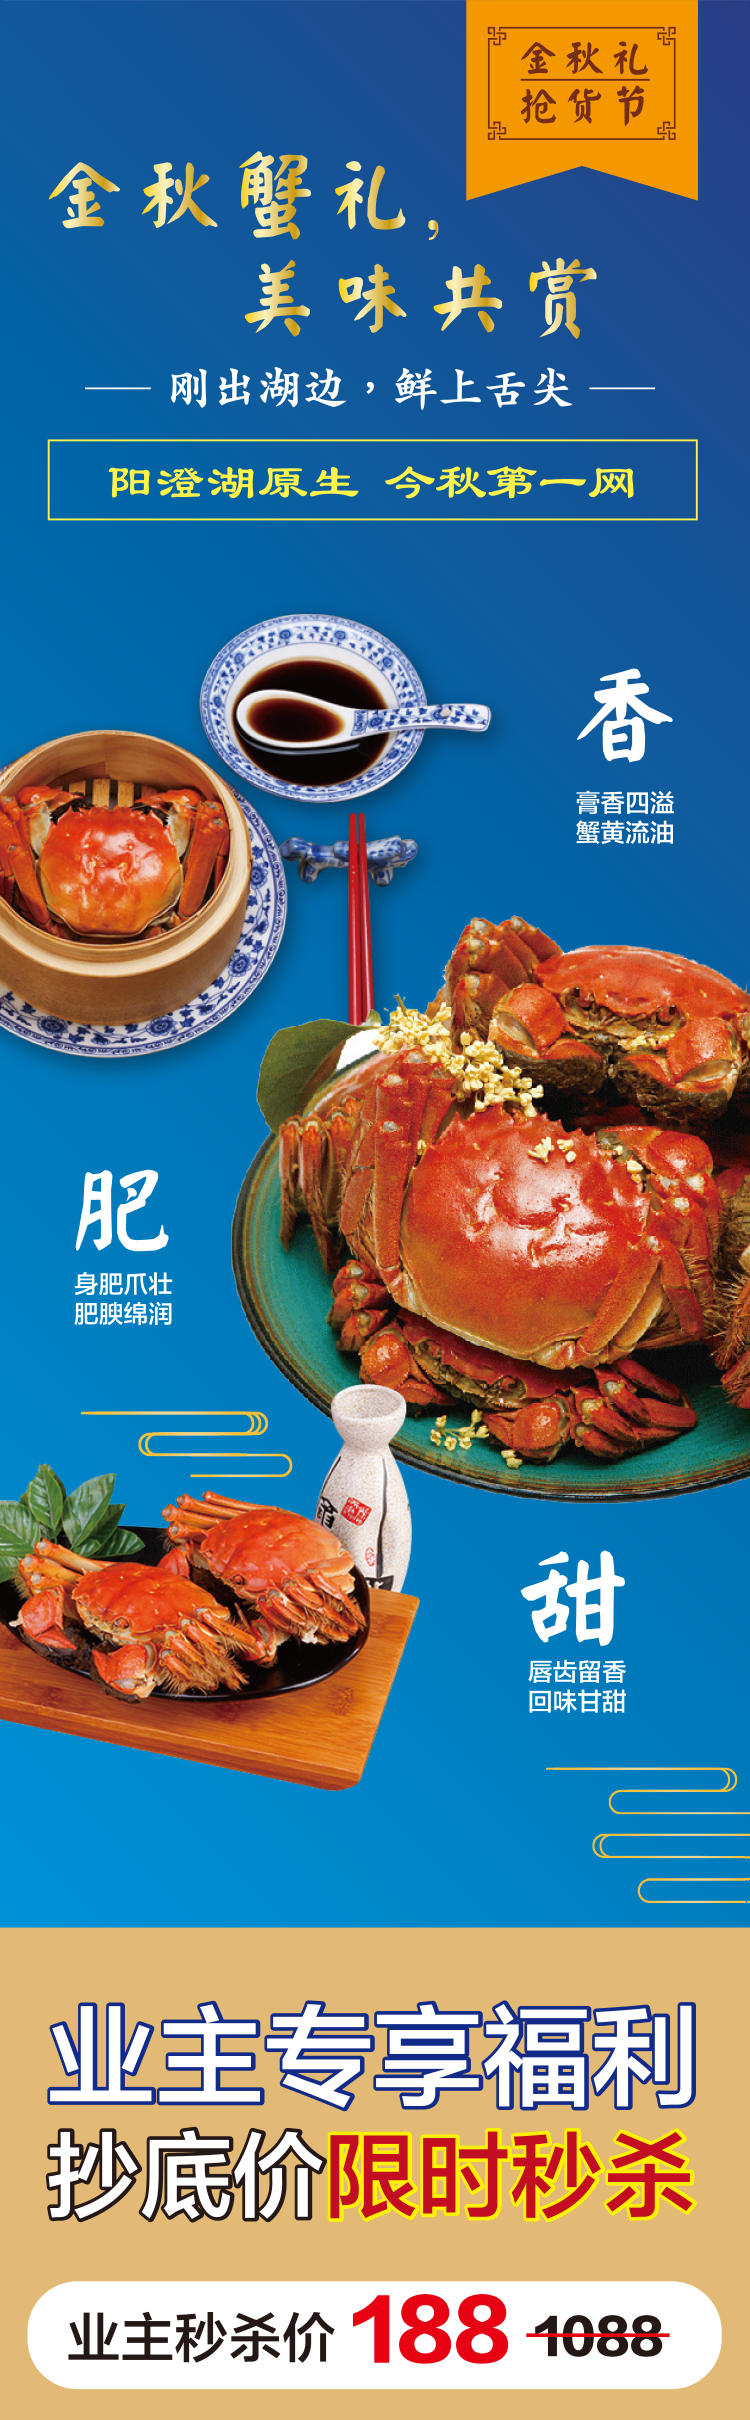 金秋礼
抢货节
金秋蟹礼,
美味共赏
刚出湖边，鲜上舌尖
阳澄湖原生 今秋第一网
香
膏香四溢
蟹黄流油
肥
身肥爪壮
肥腴绵润
甜
唇齿留香
回味甘甜
业主专享福利
抄底价限时秒杀
业主秒杀价 188 1088